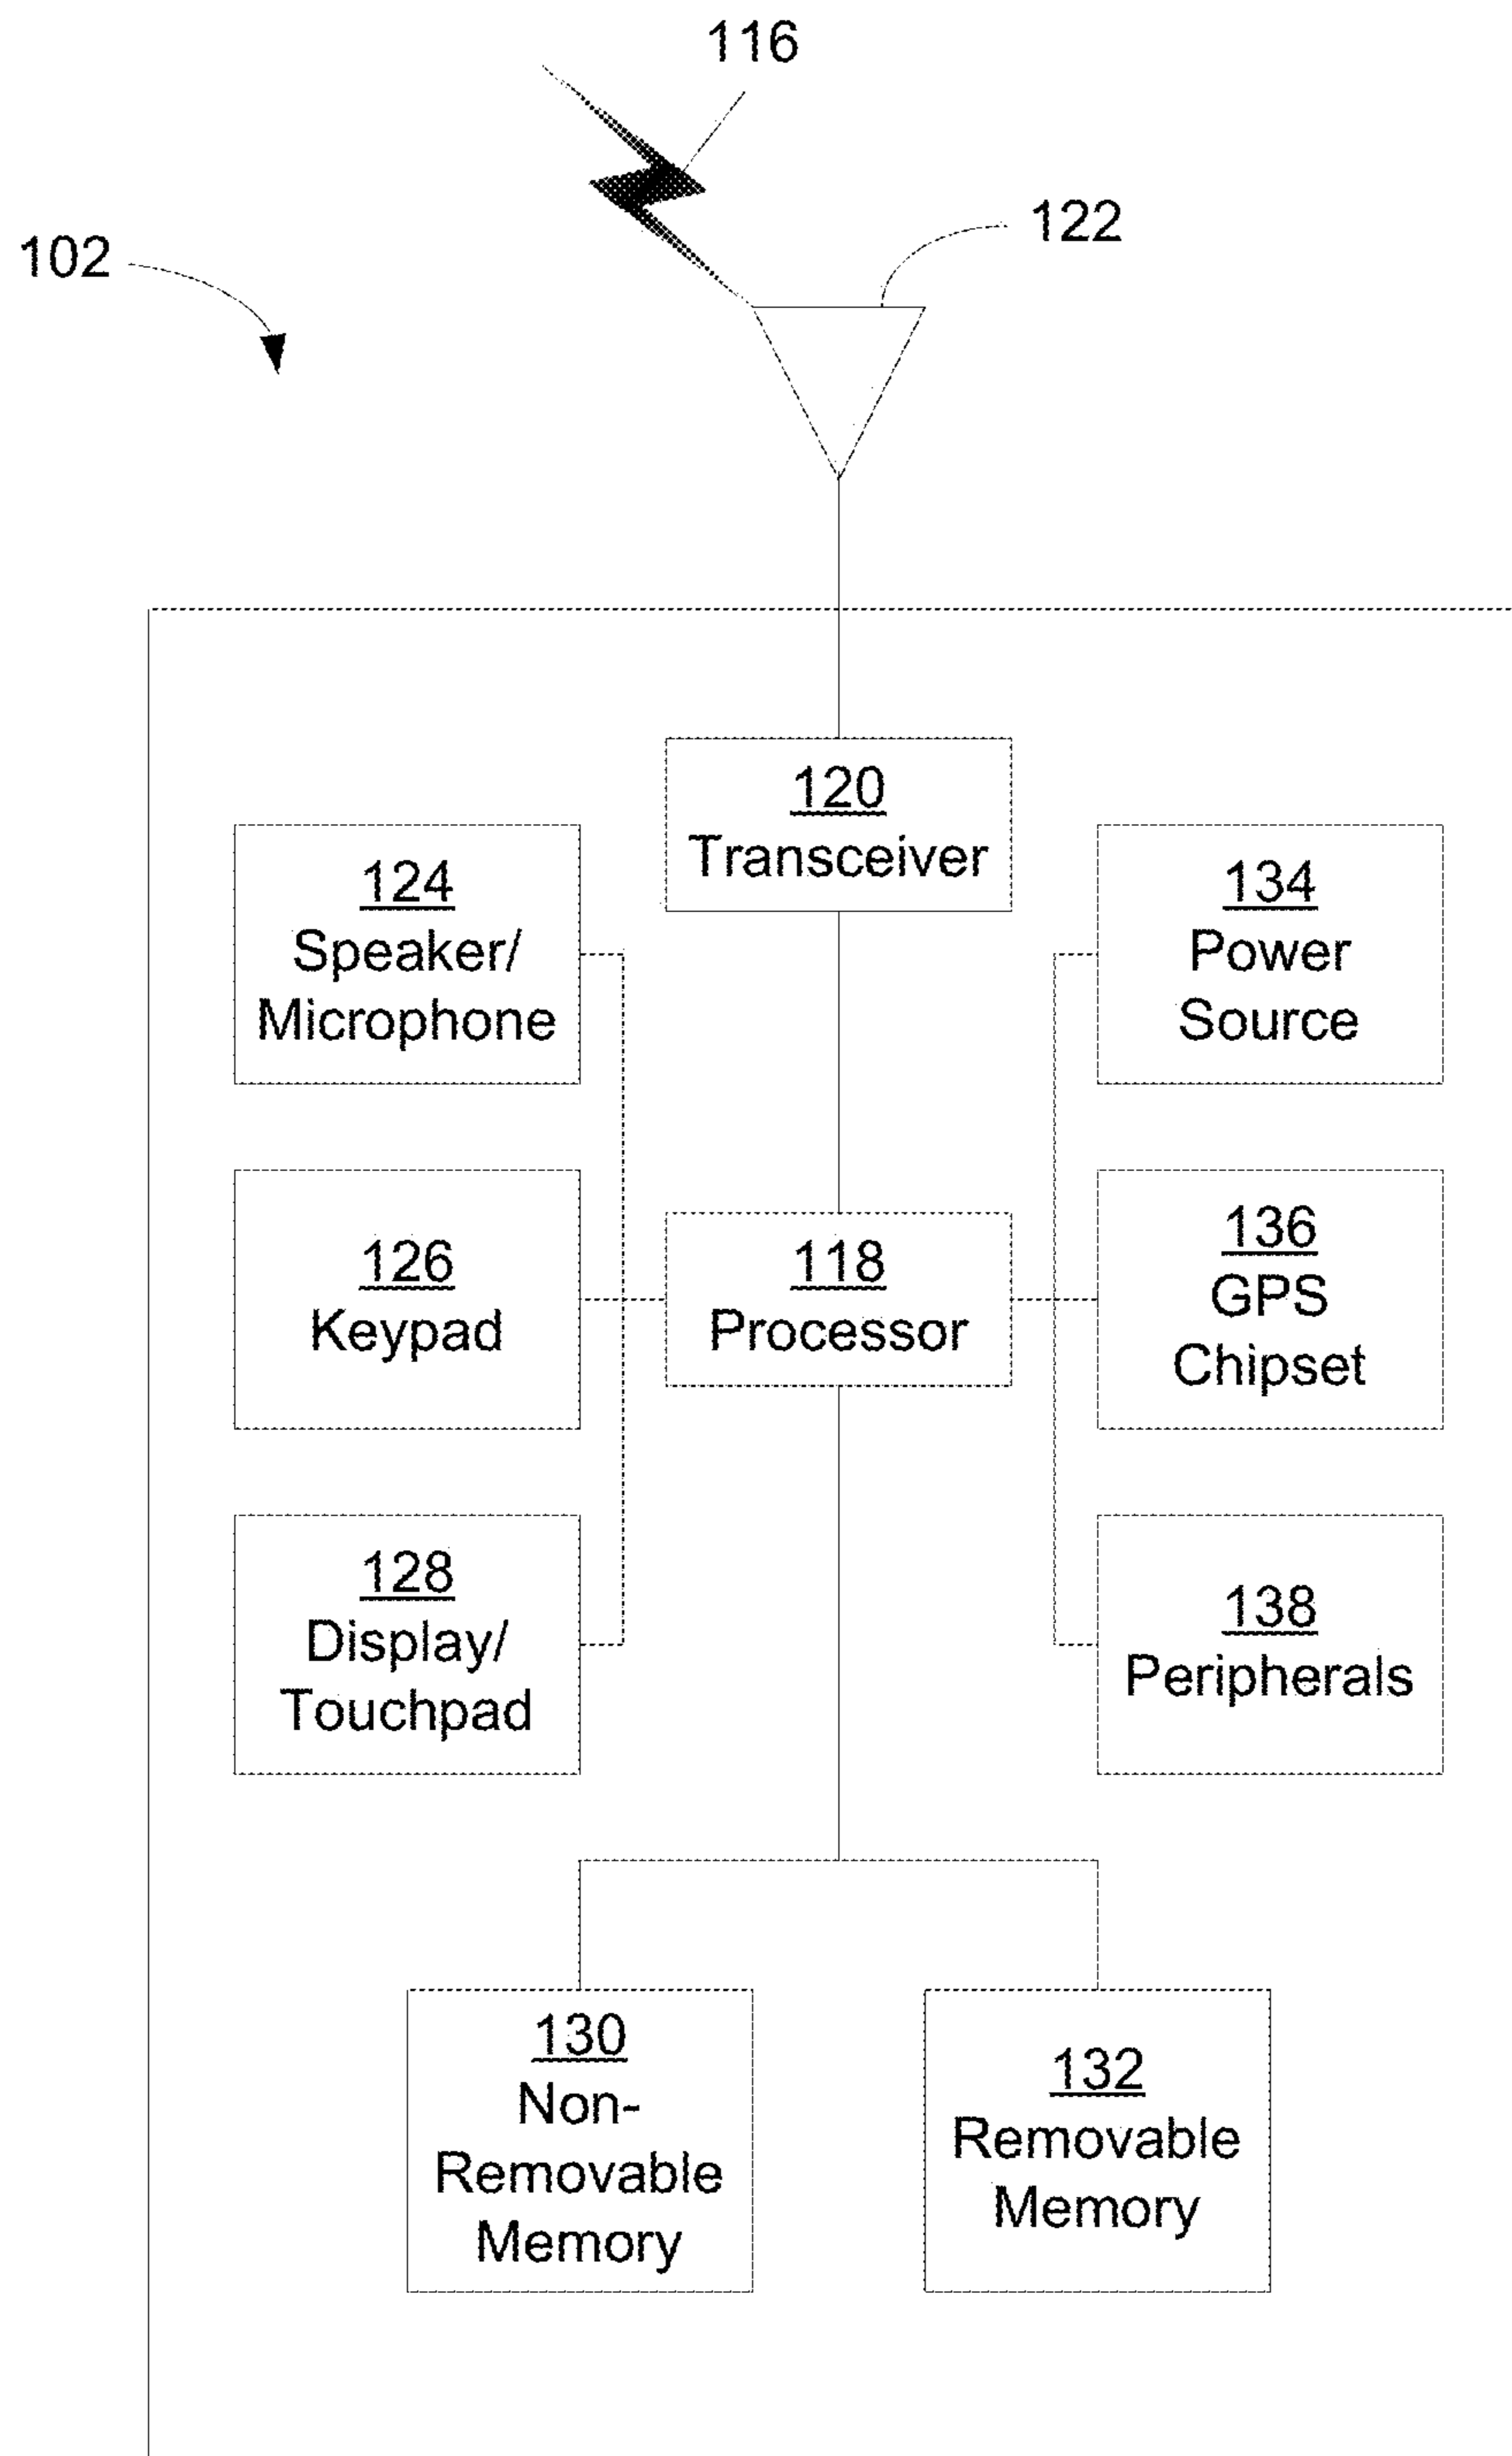 116
122
102
120
Transceiver
124
Speaker/
Microphone
134
Power
Source
126
Keypad
118
Processor
136
GPS
Chipset
128
Display/
Touchpad
138
Peripherals
130
Non-
Removable
Memory
132
Removable
Memory